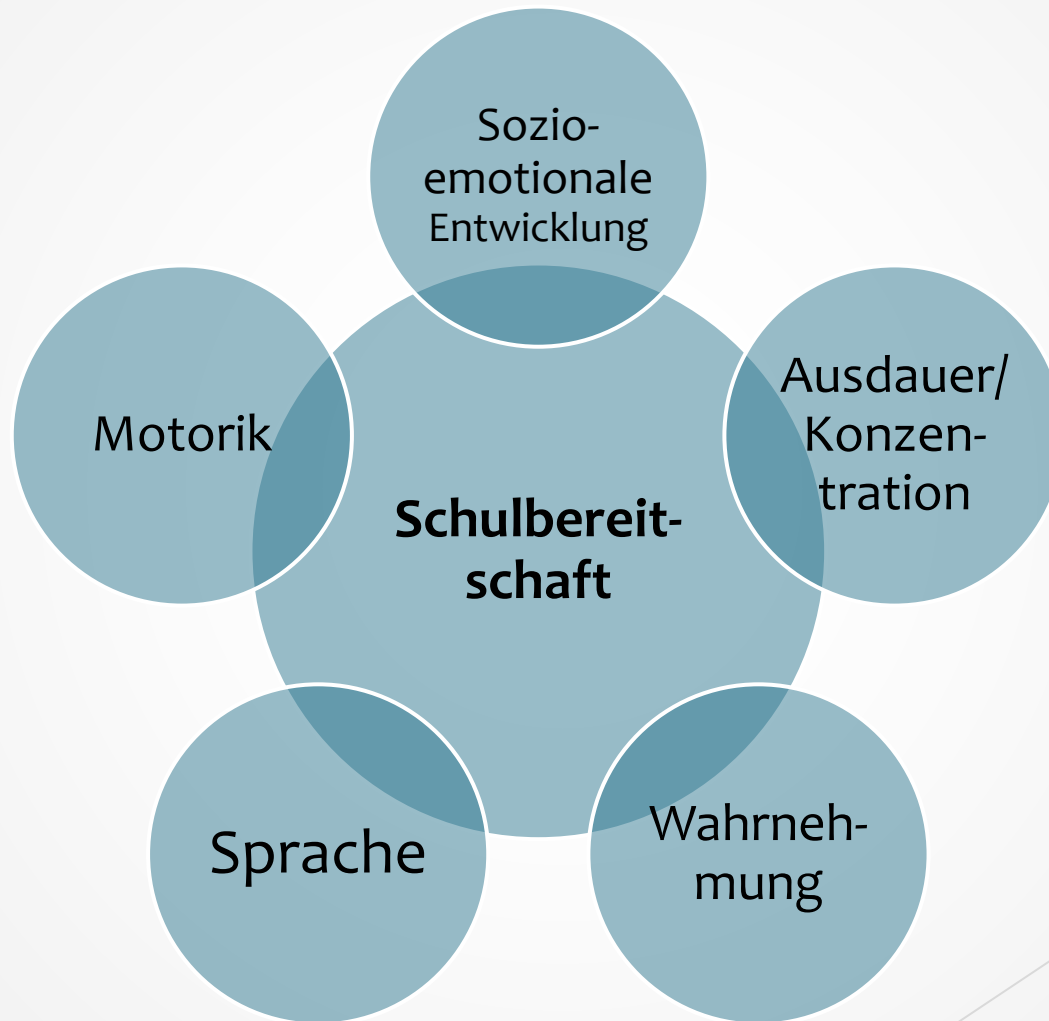 Sozio-
emotionale
Entwicklung
Ausdauer/
Konzen-
tration
Wahrneh-
mung
Sprache
Motorik
Schulbereit-
schaft